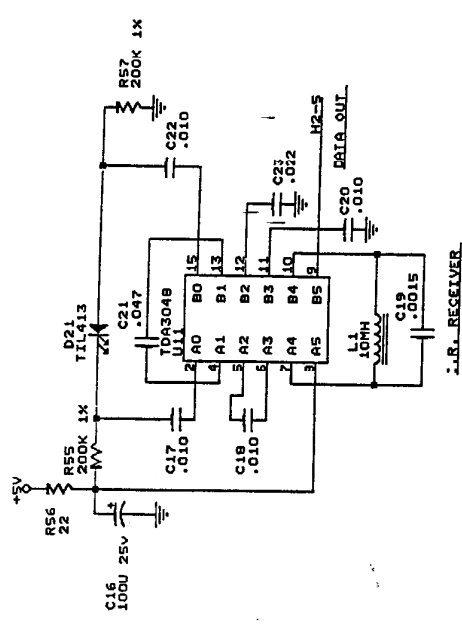 +5V
R56
22
C16
100U 25V
R55
200K 1%
D21
TIL413
R57
200K 1%
C17
.010
C21
.047
C22
.010
TDA3048
U11
2
A0
B0
15
4
A1
B1
13
5
A2
B2
12
6
A3
B3
11
7
A4
B4
10
A5
B5
9
C18
.010
C23
.022
C20
.010
H2-5
DATA OUT
L1
10MH
C19
.0015
I.R. RECEIVER